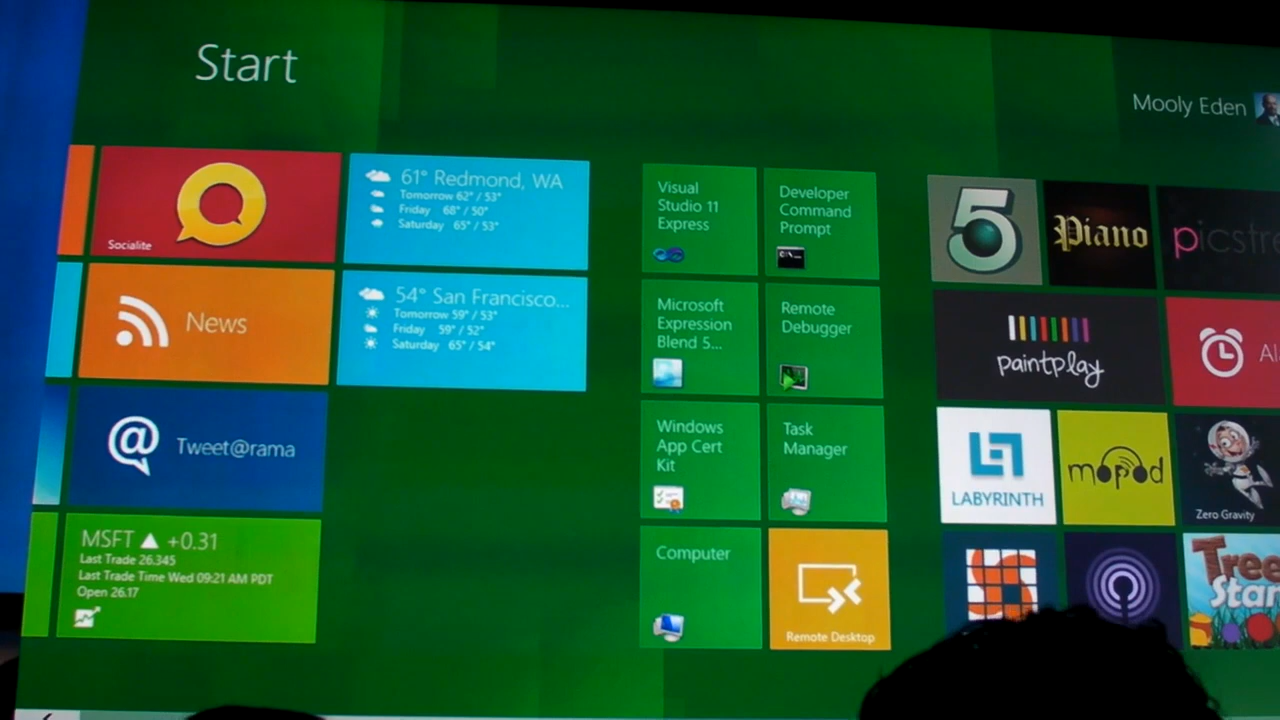 Start
Mooly Eden
Socialite
61° Redmond, WA
Tomorrow 62° / 53°
Friday 68° / 50°
Saturday 65° / 53°
News
54° San Francisco...
Tomorrow 59° / 53°
Friday 59° / 52°
Saturday 65° / 54°
Tweet@rama
MSFT ▲ +0.31
Last Trade 26.345
Last Trade Time Wed 09:21 AM PDT
Open 26.17
Visual
Studio 11
Express
Developer
Command
Prompt
Microsoft
Expression
Blend 5...
Remote
Debugger
Windows
App Cert
Kit
Task
Manager
Computer
Remote Desktop
5
Piano
picstr
paintplay
Al
LABYRINTH
mopod
Zero Gravity
Tree
Star